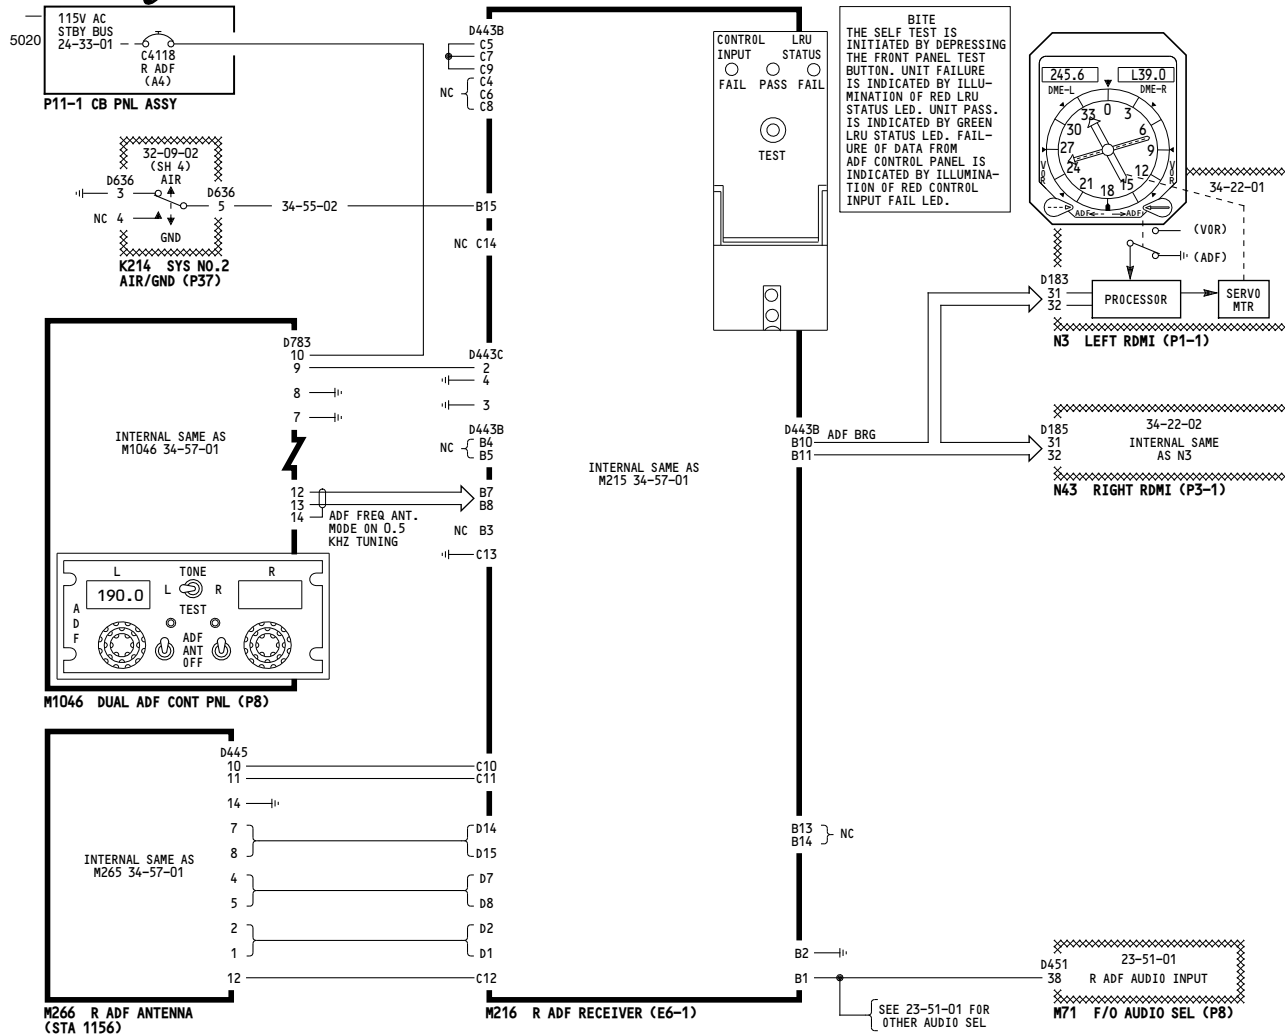 5020
115V AC
STBY BUS
24-33-01
C4118
R ADF
(A4)
P11-1 CB PNL ASSY
32-09-02
(SH 4)
AIR
D636
3
D636
5
NC 4
GND
34-55-02
K214 SYS NO.2
AIR/GND (P37)
D443B
C5
C7
C9
NC
C4
C6
C8
B15
NC C14
D783
10
9
8
7
INTERNAL SAME AS
M1046 34-57-01
12
13
14
ADF FREQ ANT.
MODE ON 0.5
KHZ TUNING
D443C
2
4
3
D443B
NC
B4
B5
B7
B8
NC B3
C13
L
TONE
R
L
R
190.0
TEST
A
D
F
ADF
ANT
OFF
M1046 DUAL ADF CONT PNL (P8)
D445
10
11
14
7
8
4
5
2
1
12
INTERNAL SAME AS
M265 34-57-01
M266 R ADF ANTENNA
(STA 1156)
C10
C11
D14
D15
D7
D8
D2
D1
C12
INTERNAL SAME AS
M215 34-57-01
M216 R ADF RECEIVER (E6-1)
CONTROL
INPUT
LRU
STATUS
FAIL
PASS
FAIL
TEST
BITE
THE SELF TEST IS
INITIATED BY DEPRESSING
THE FRONT PANEL TEST
BUTTON. UNIT FAILURE
IS INDICATED BY ILLU-
MINATION OF RED LRU
STATUS LED. UNIT PASS.
IS INDICATED BY GREEN
LRU STATUS LED. FAIL-
URE OF DATA FROM
ADF CONTROL PANEL IS
INDICATED BY ILLUMINA-
TION OF RED CONTROL
INPUT FAIL LED.
245.6
L39.0
DME-L
DME-R
0
3
6
9
12
15
18
21
24
27
30
33
VOR
VOR
ADF
ADF
34-22-01
(VOR)
(ADF)
D183
31
32
PROCESSOR
SERVO
MTR
N3 LEFT RDMI (P1-1)
D443B
B10
B11
ADF BRG
D185
31
32
34-22-02
INTERNAL SAME
AS N3
N43 RIGHT RDMI (P3-1)
B13
B14
NC
B2
B1
SEE 23-51-01 FOR
OTHER AUDIO SEL
D451
38
23-51-01
R ADF AUDIO INPUT
M71 F/O AUDIO SEL (P8)